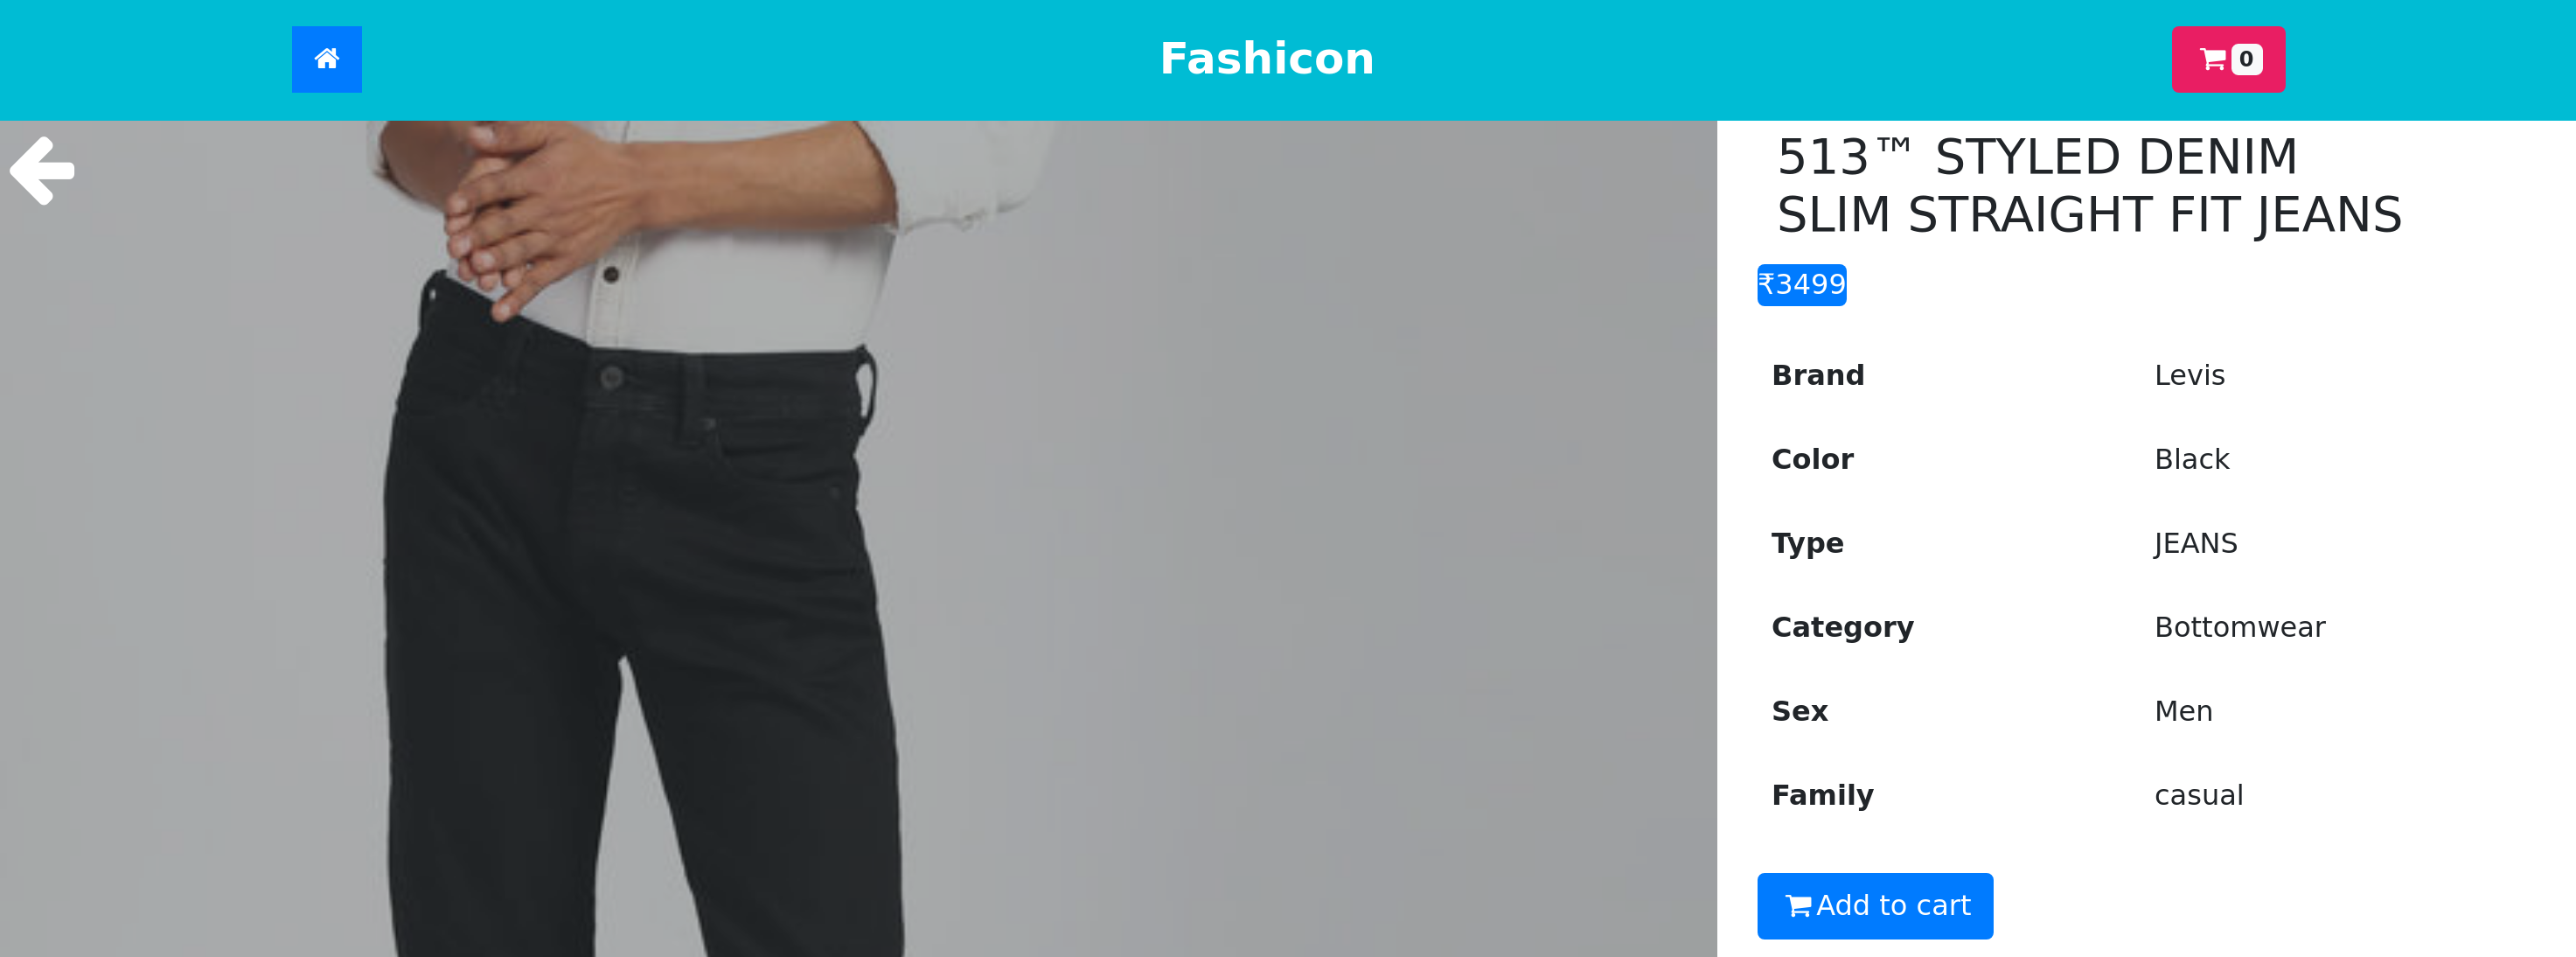 Fashicon
0
513™ STYLED DENIM
SLIM STRAIGHT FIT JEANS
₹3499
Brand Levis
Color Black
Type JEANS
Category Bottomwear
Sex Men
Family casual
Add to cart